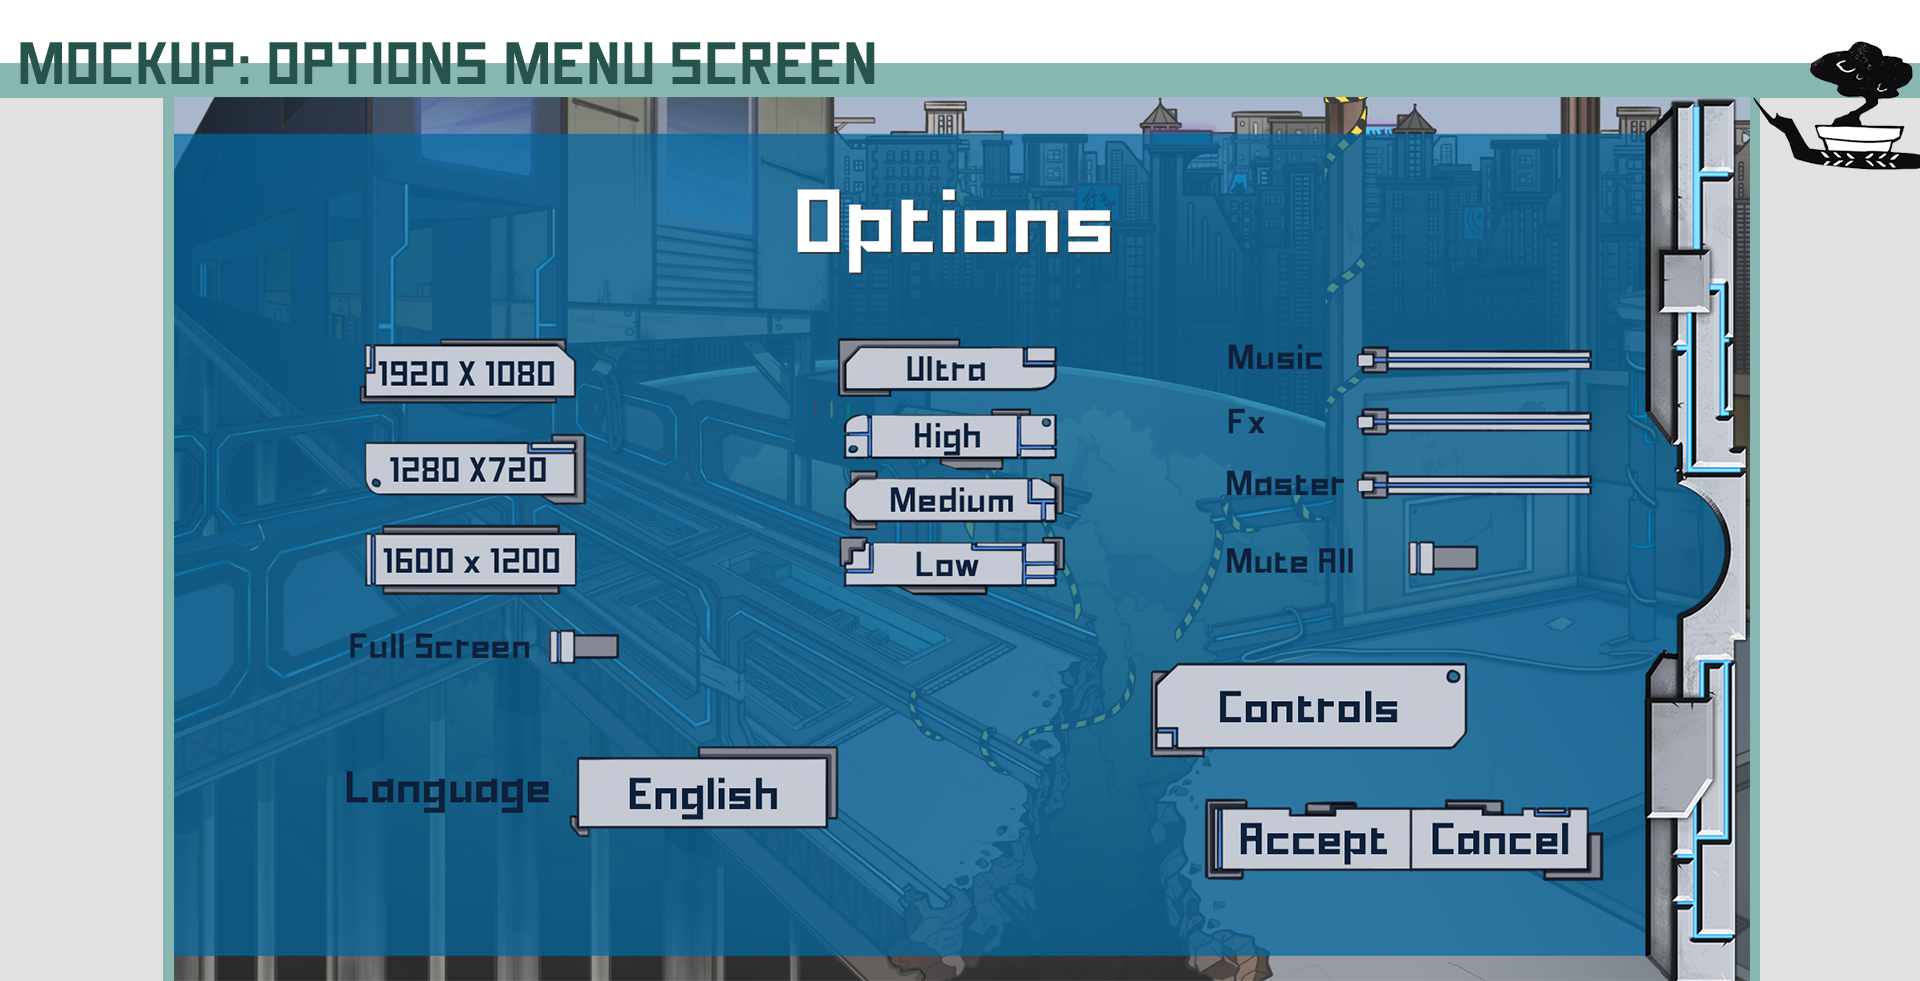 MOCKUP: OPTIONS MENU SCREEN
Options
1920 X 1080
1280 X720
1600 x 1200
Full Screen
Ultra
High
Medium
Low
Music
Fx
Master
Mute All
Controls
Language
English
Accept
Cancel